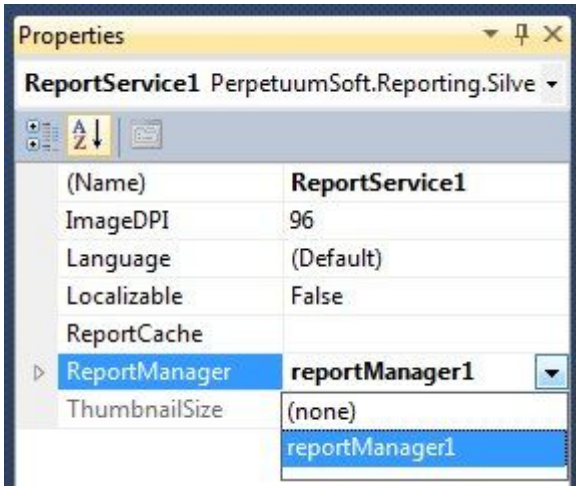 Properties
ReportService1 PerpetuumSoft.Reporting.Silve
(Name) ReportService1
ImageDPI 96
Language (Default)
Localizable False
ReportCache
ReportManager reportManager1
ThumbnailSize (none)
reportManager1